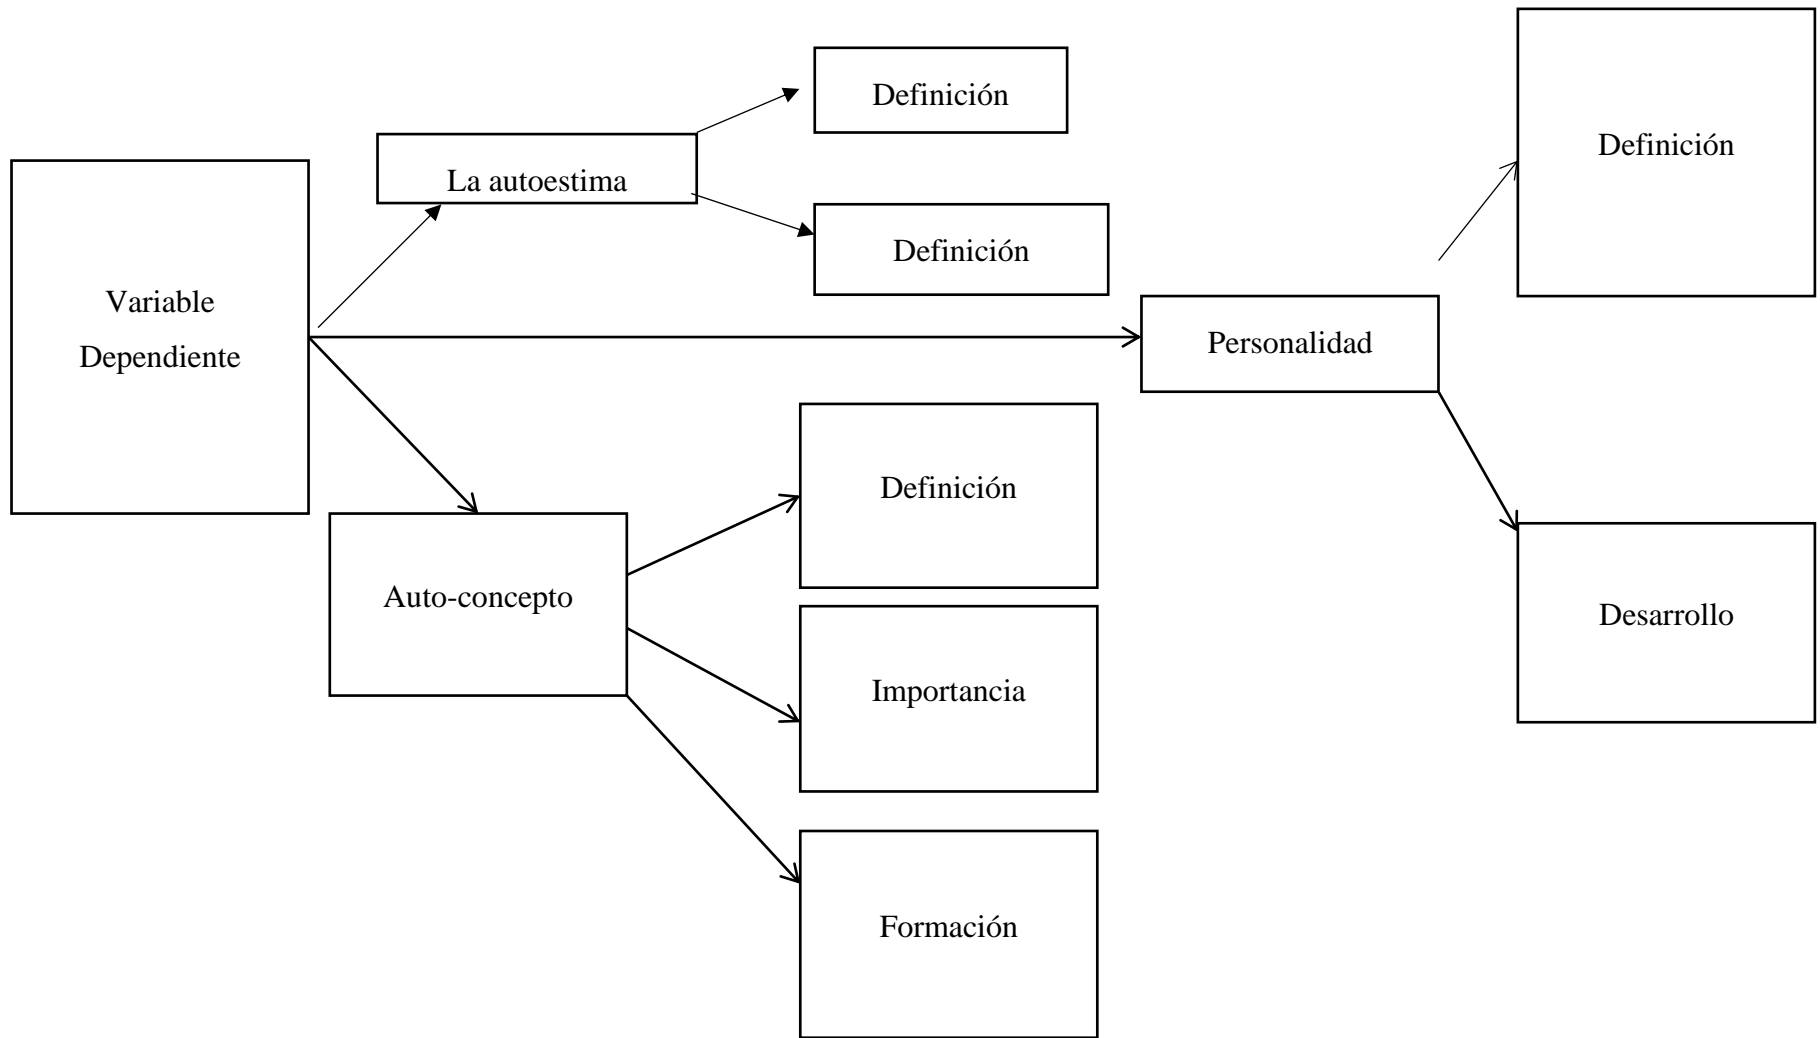 Variable
Dependiente
La autoestima
Definición
Definición
Personalidad
Definición
Desarrollo
Auto-concepto
Definición
Importancia
Formación